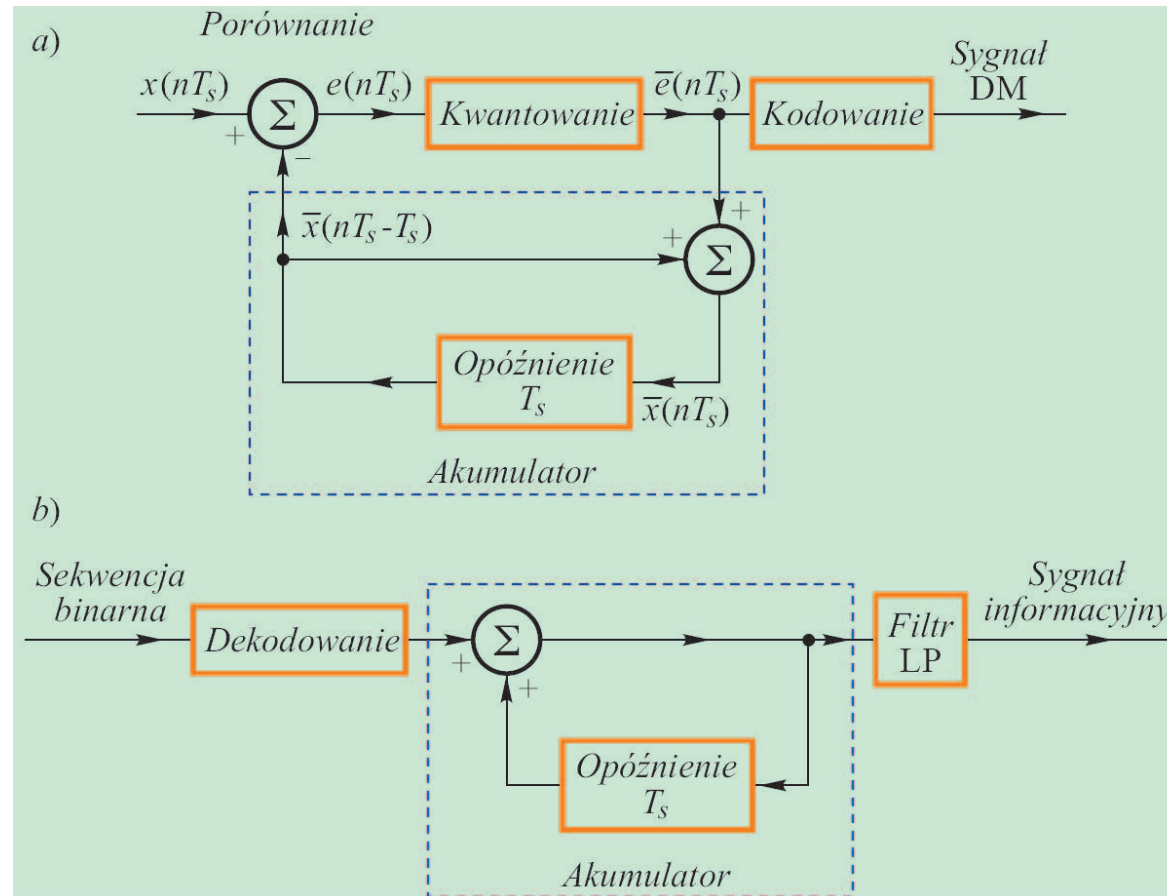 a)
Porównanie
x(nTₛ)
+
Σ
−
e(nTₛ)
Kwantowanie
e̅(nTₛ)
Kodowanie
Sygnał
DM
x̅(nTₛ-Tₛ)
+
+
Σ
Opóźnienie
Tₛ
x̅(nTₛ)
Akumulator
b)
Sekwencja
binarna
Dekodowanie
+
Σ
+
Opóźnienie
Tₛ
Akumulator
Filtr
LP
Sygnał
informacyjny